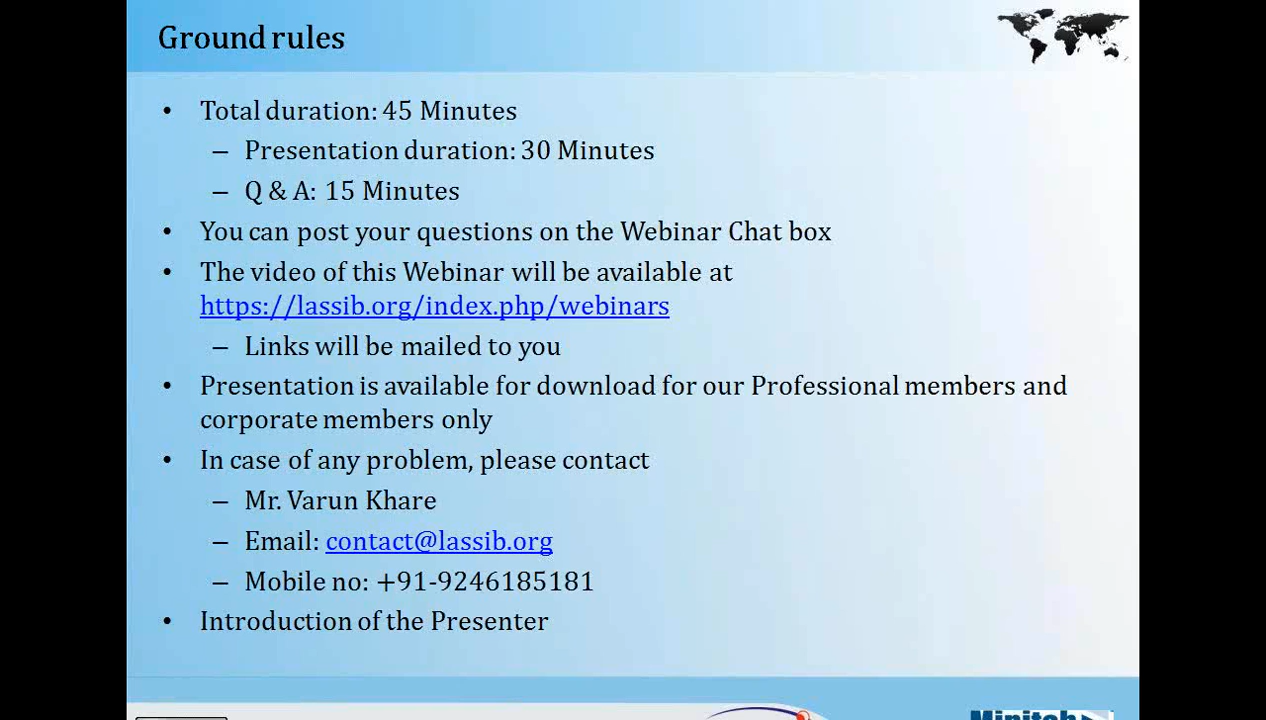 Ground rules
• Total duration: 45 Minutes
– Presentation duration: 30 Minutes
– Q & A: 15 Minutes
• You can post your questions on the Webinar Chat box
• The video of this Webinar will be available at
https://lassib.org/index.php/webinars
– Links will be mailed to you
• Presentation is available for download for our Professional members and
corporate members only
• In case of any problem, please contact
– Mr. Varun Khare
– Email: contact@lassib.org
– Mobile no: +91-9246185181
• Introduction of the Presenter